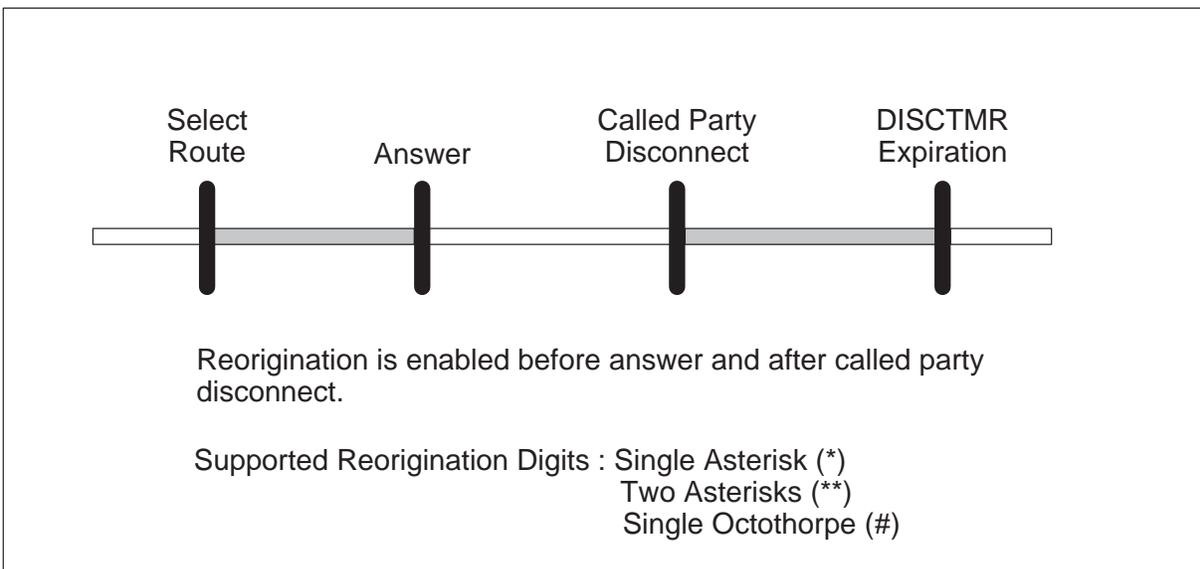 Select
Route
Answer
Called Party
Disconnect
DISCTMR
Expiration
Reorigination is enabled before answer and after called party
disconnect.
Supported Reorigination Digits : Single Asterisk (*)
Two Asterisks (**)
Single Octothorpe (#)